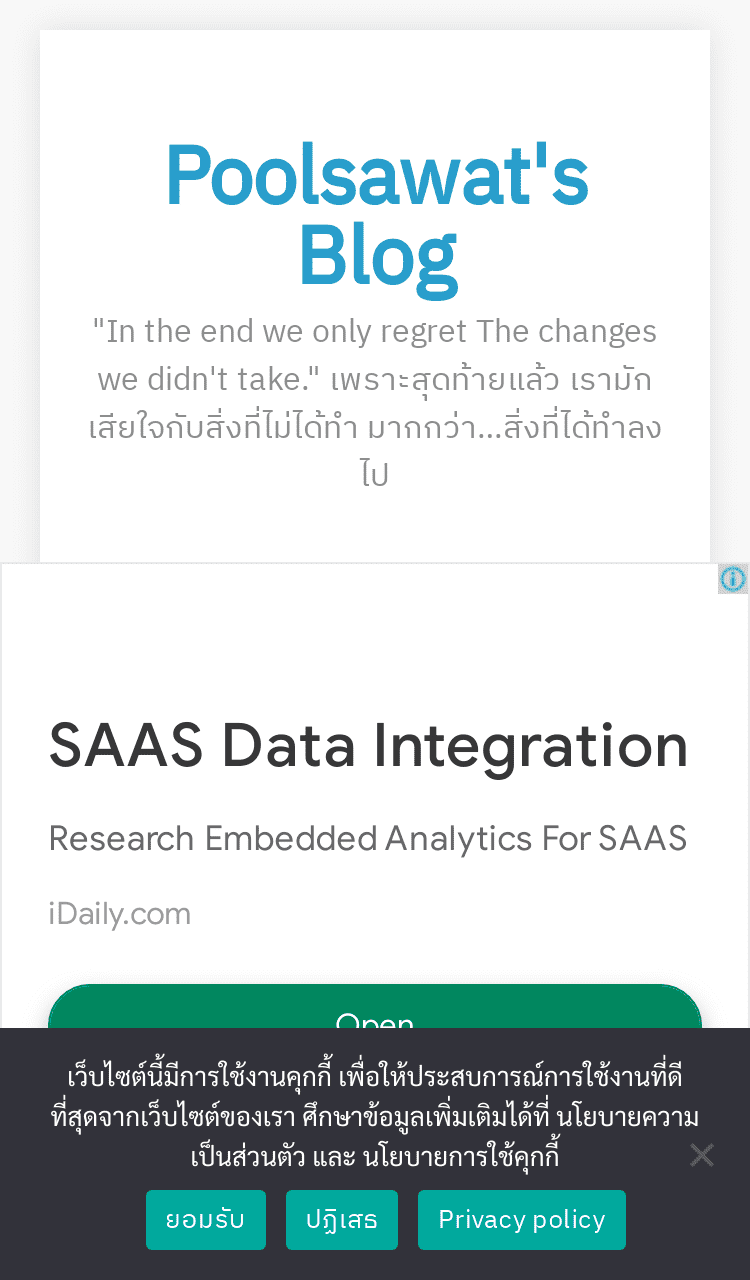 Poolsawat's
Blog
"In the end we only regret The changes
we didn't take." เพราะสุดท้ายแล้ว เรามัก
เสียใจกับสิ่งที่ไม่ได้ทำ มากกว่า...สิ่งที่ได้ทำลง
ไป
SAAS Data Integration
Research Embedded Analytics For SAAS
iDaily.com
Open
เว็บไซต์นี้มีการใช้งานคุกกี้ เพื่อให้ประสบการณ์การใช้งานที่ดี
ที่สุดจากเว็บไซต์ของเรา ศึกษาข้อมูลเพิ่มเติมได้ที่ นโยบายความ
เป็นส่วนตัว และ นโยบายการใช้คุกกี้
ยอมรับ ปฏิเสธ Privacy policy